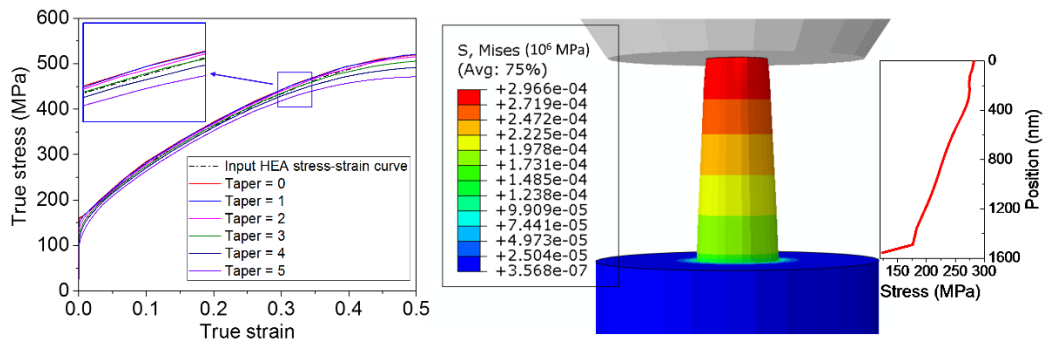 600
500
400
300
200
100
0
True stress (MPa)
Input HEA stress-strain curve
Taper = 0
Taper = 1
Taper = 2
Taper = 3
Taper = 4
Taper = 5
0.0 0.1 0.2 0.3 0.4 0.5
True strain
S, Mises (10⁶ MPa)
(Avg: 75%)
+2.966e-04
+2.719e-04
+2.472e-04
+2.225e-04
+1.978e-04
+1.731e-04
+1.485e-04
+1.238e-04
+9.909e-05
+7.441e-05
+4.973e-05
+2.504e-05
+3.568e-07
0
400
800
1200
1600
Position (nm)
150 200 250 300
Stress (MPa)